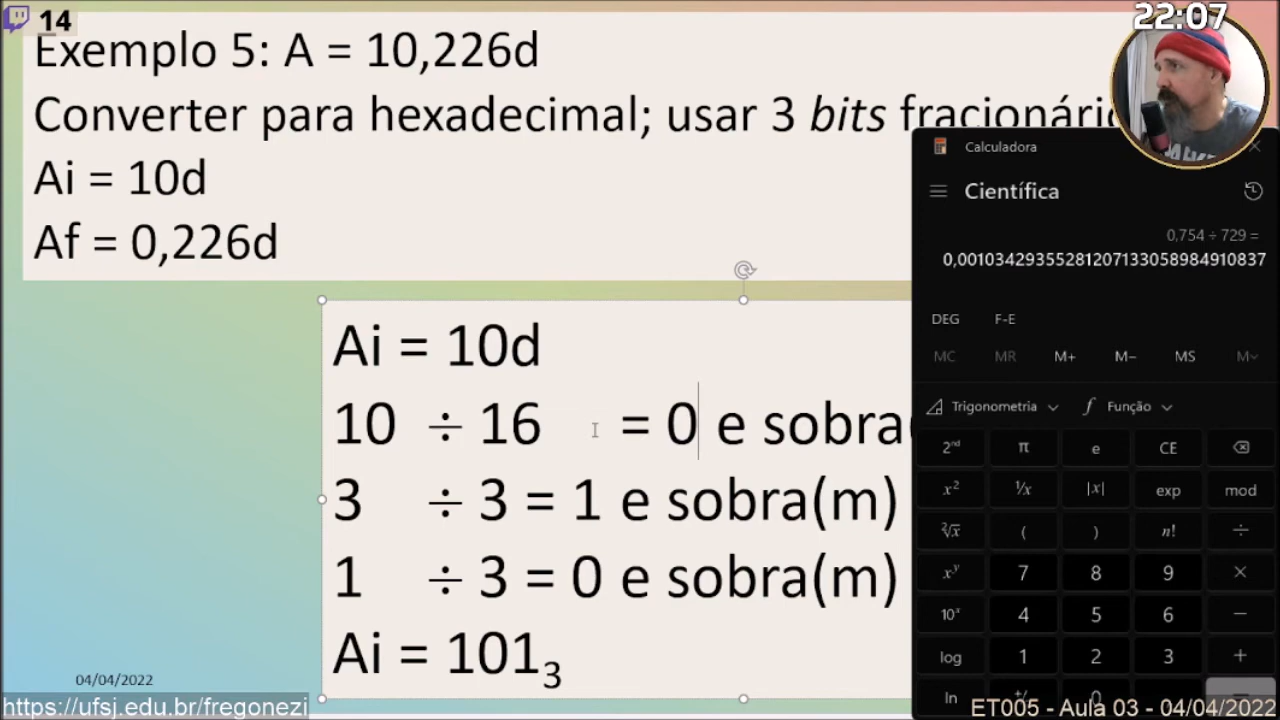 14
22:07
Exemplo 5: A = 10,226d
Converter para hexadecimal; usar 3 bits fracionári
Ai = 10d
Af = 0,226d
Ai = 10d
10 ÷ 16 = 0 e sobra
3 ÷ 3 = 1 e sobra(m)
1 ÷ 3 = 0 e sobra(m)
Ai = 101₃
04/04/2022
https://ufsj.edu.br/fregonezi
Calculadora
Científica
0,754 ÷ 729 =
0,00103429355281207133058984910837
DEG F-E
MC MR M+ M− MS M˅
Trigonometria Função
2ⁿᵈ π e CE
x² ¹/x |x| exp mod
²√x ( ) n! ÷
xʸ 7 8 9 ×
10ˣ 4 5 6 −
log 1 2 3 +
ln +/ 0
ET005 - Aula 03 - 04/04/2022